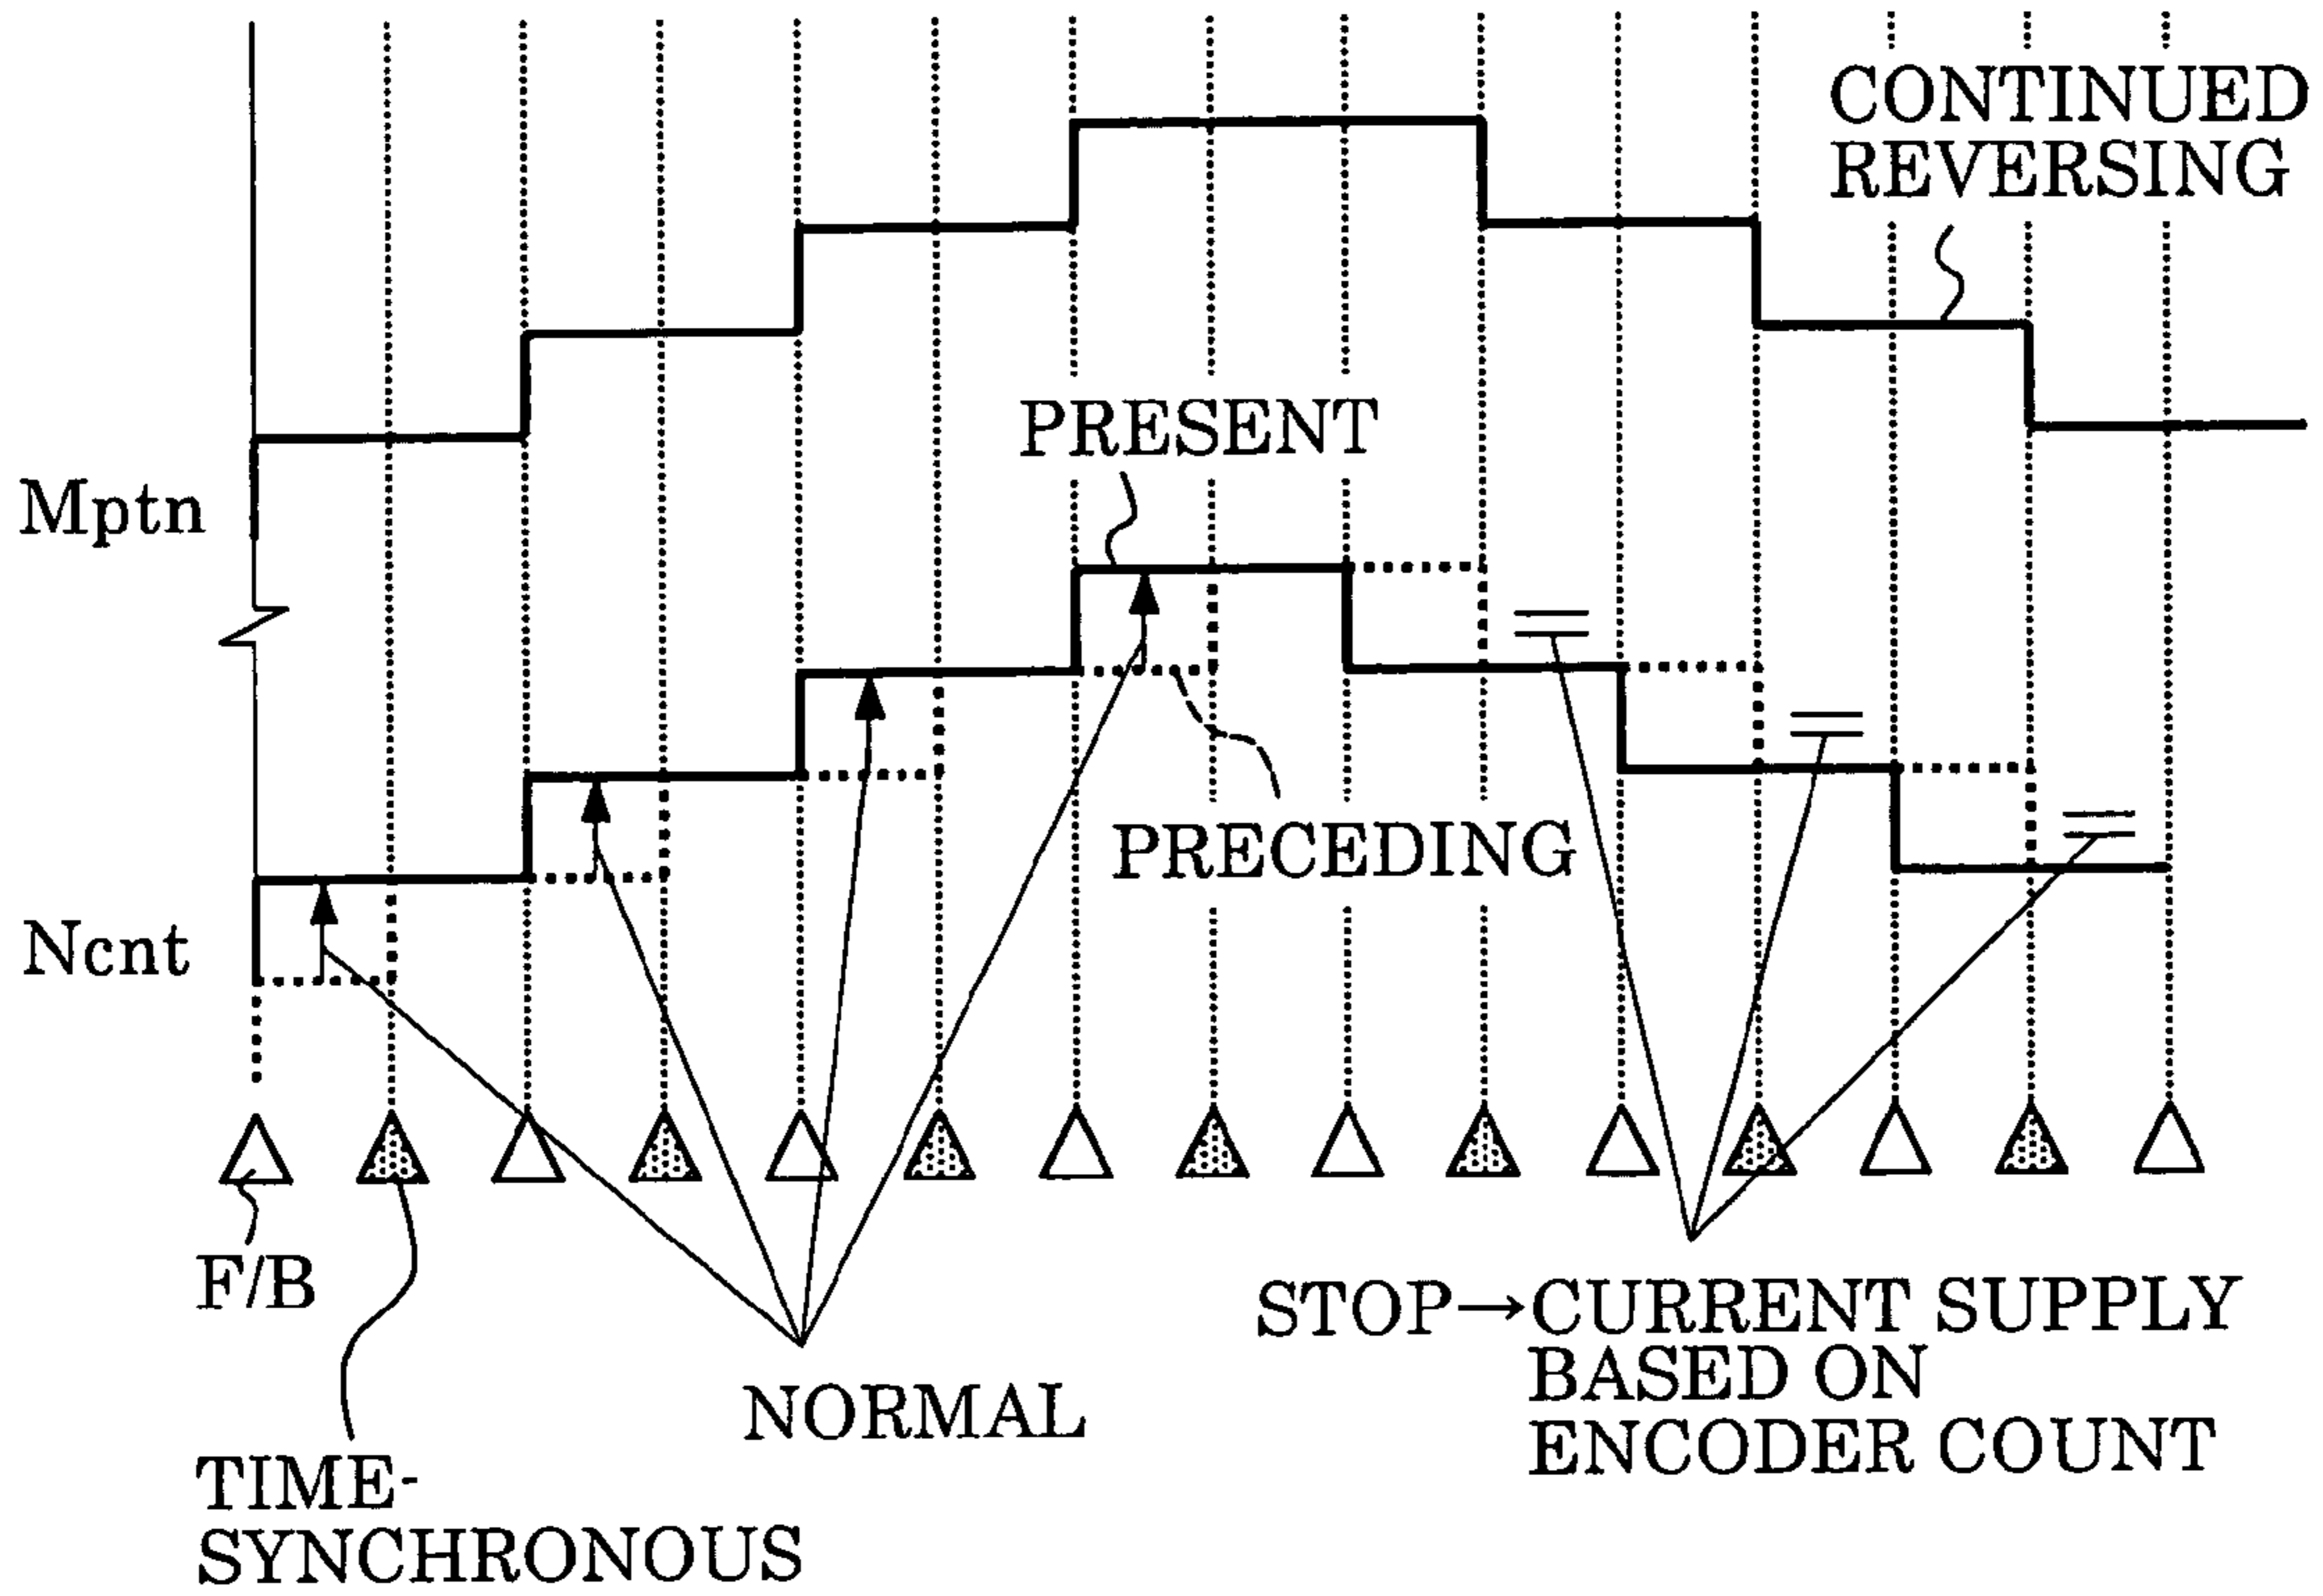 CONTINUED
REVERSING
PRESENT
Mptn
PRECEDING
Ncnt
F/B
STOP→CURRENT SUPPLY
BASED ON
ENCODER COUNT
NORMAL
TIME-
SYNCHRONOUS